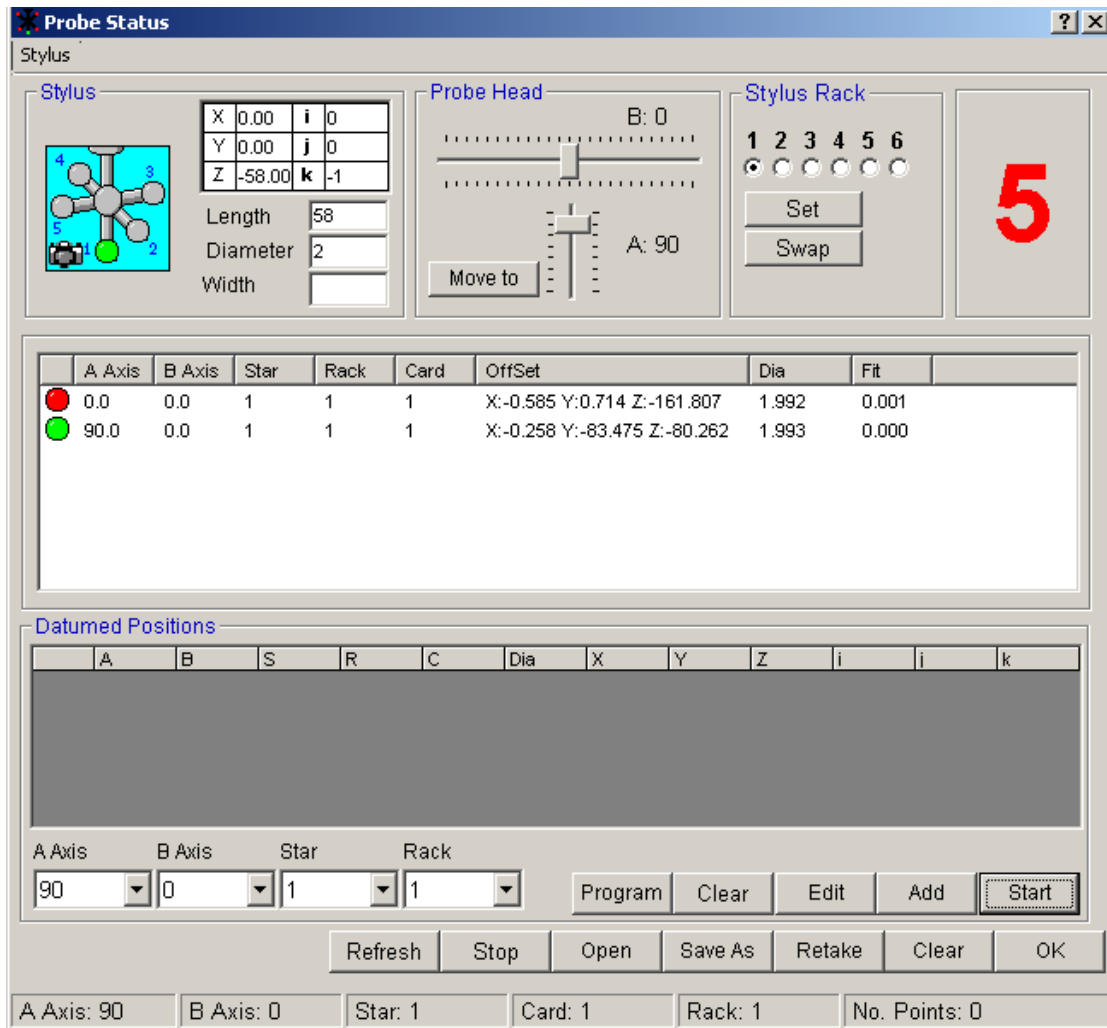 Probe Status
Stylus
Stylus
X 0.00 i 0
Y 0.00 j 0
Z -58.00 k -1
4 3 5 1 2
Length 58
Diameter 2
Width
Probe Head
B: 0
A: 90
Move to
Stylus Rack
1 2 3 4 5 6
Set
Swap
5
A Axis B Axis Star Rack Card OffSet Dia Fit
0.0 0.0 1 1 1 X:-0.585 Y:0.714 Z:-161.807 1.992 0.001
90.0 0.0 1 1 1 X:-0.258 Y:-83.475 Z:-80.262 1.993 0.000
Datumed Positions
A B S R C Dia X Y Z i j k
A Axis B Axis Star Rack
90 0 1 1 Program Clear Edit Add Start
Refresh Stop Open Save As Retake Clear OK
A Axis: 90 B Axis: 0 Star: 1 Card: 1 Rack: 1 No. Points: 0